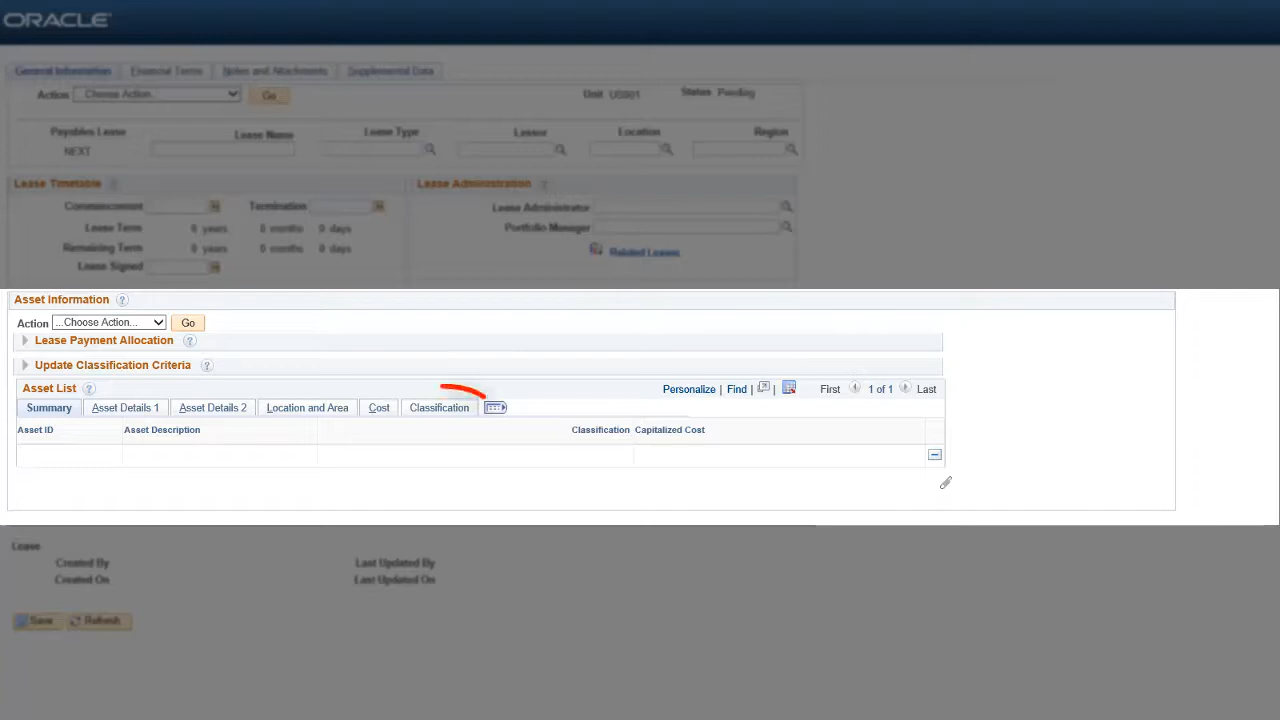 ORACLE
General Information Financial Terms Notes and Attachments Supplemental Data
Action Choose Action.. Go Unit US001 Status Pending
Payables Lease Lease Name Lease Type Lessor Location Region
NEXT
Lease Timetable Lease Administration
Commencement Termination Lease Administrator
Lease Term 0 years 0 months 0 days Portfolio Manager
Remaining Term 0 years 0 months 0 days Related Leases
Lease Signed
Asset Information ?
Action ...Choose Action... Go
Lease Payment Allocation ?
Update Classification Criteria ?
Asset List ? Personalize | Find | | First 1 of 1 Last
Summary Asset Details 1 Asset Details 2 Location and Area Cost Classification
Asset ID Asset Description Classification Capitalized Cost
Lease
Created By Last Updated By
Created On Last Updated On
Save Refresh